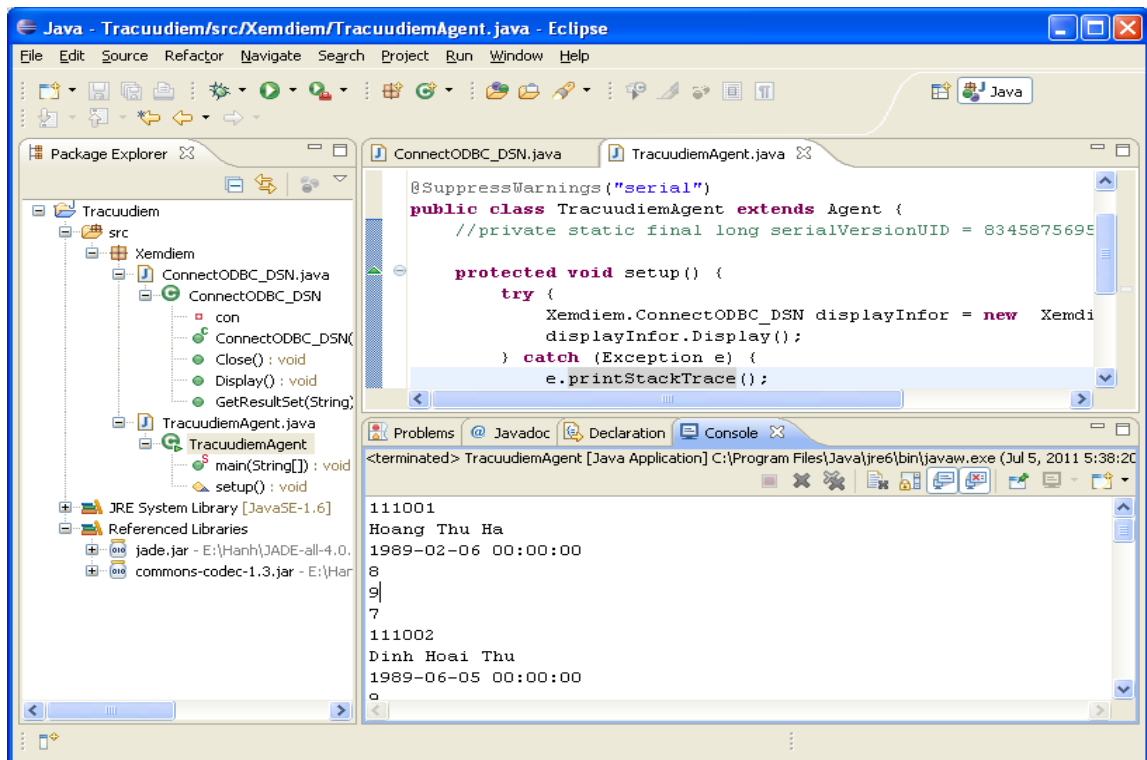 Java - Tracuudiem/src/Xemdiem/TracuudiemAgent.java - Eclipse
File Edit Source Refactor Navigate Search Project Run Window Help
Java
Package Explorer
Tracuudiem
src
Xemdiem
ConnectODBC_DSN.java
ConnectODBC_DSN
con
ConnectODBC_DSN(
Close() : void
Display() : void
GetResultSet(String)
TracuudiemAgent.java
TracuudiemAgent
main(String[]) : void
setup() : void
JRE System Library [JavaSE-1.6]
Referenced Libraries
jade.jar - E:\Hanh\JADE-all-4.0.
commons-codec-1.3.jar - E:\Har
ConnectODBC_DSN.java TracuudiemAgent.java
@SuppressWarnings("serial")
public class TracuudiemAgent extends Agent {
//private static final long serialVersionUID = 8345875695
protected void setup() {
try {
Xemdiem.ConnectODBC_DSN displayInfor = new Xemdi
displayInfor.Display();
} catch (Exception e) {
e.printStackTrace();
Problems @ Javadoc Declaration Console
<terminated> TracuudiemAgent [Java Application] C:\Program Files\Java\jre6\bin\javaw.exe (Jul 5, 2011 5:38:20
111001
Hoang Thu Ha
1989-02-06 00:00:00
8
9
7
111002
Dinh Hoai Thu
1989-06-05 00:00:00
9